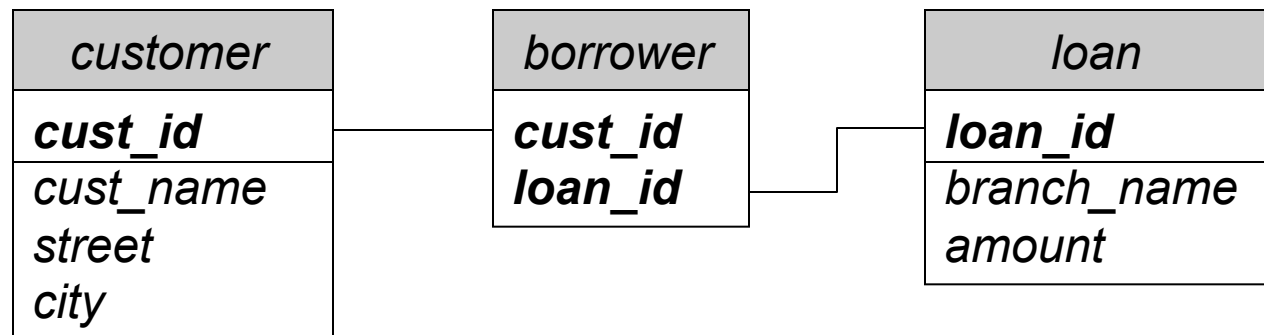 customer
cust_id
cust_name
street
city
borrower
cust_id
loan_id
loan
loan_id
branch_name
amount